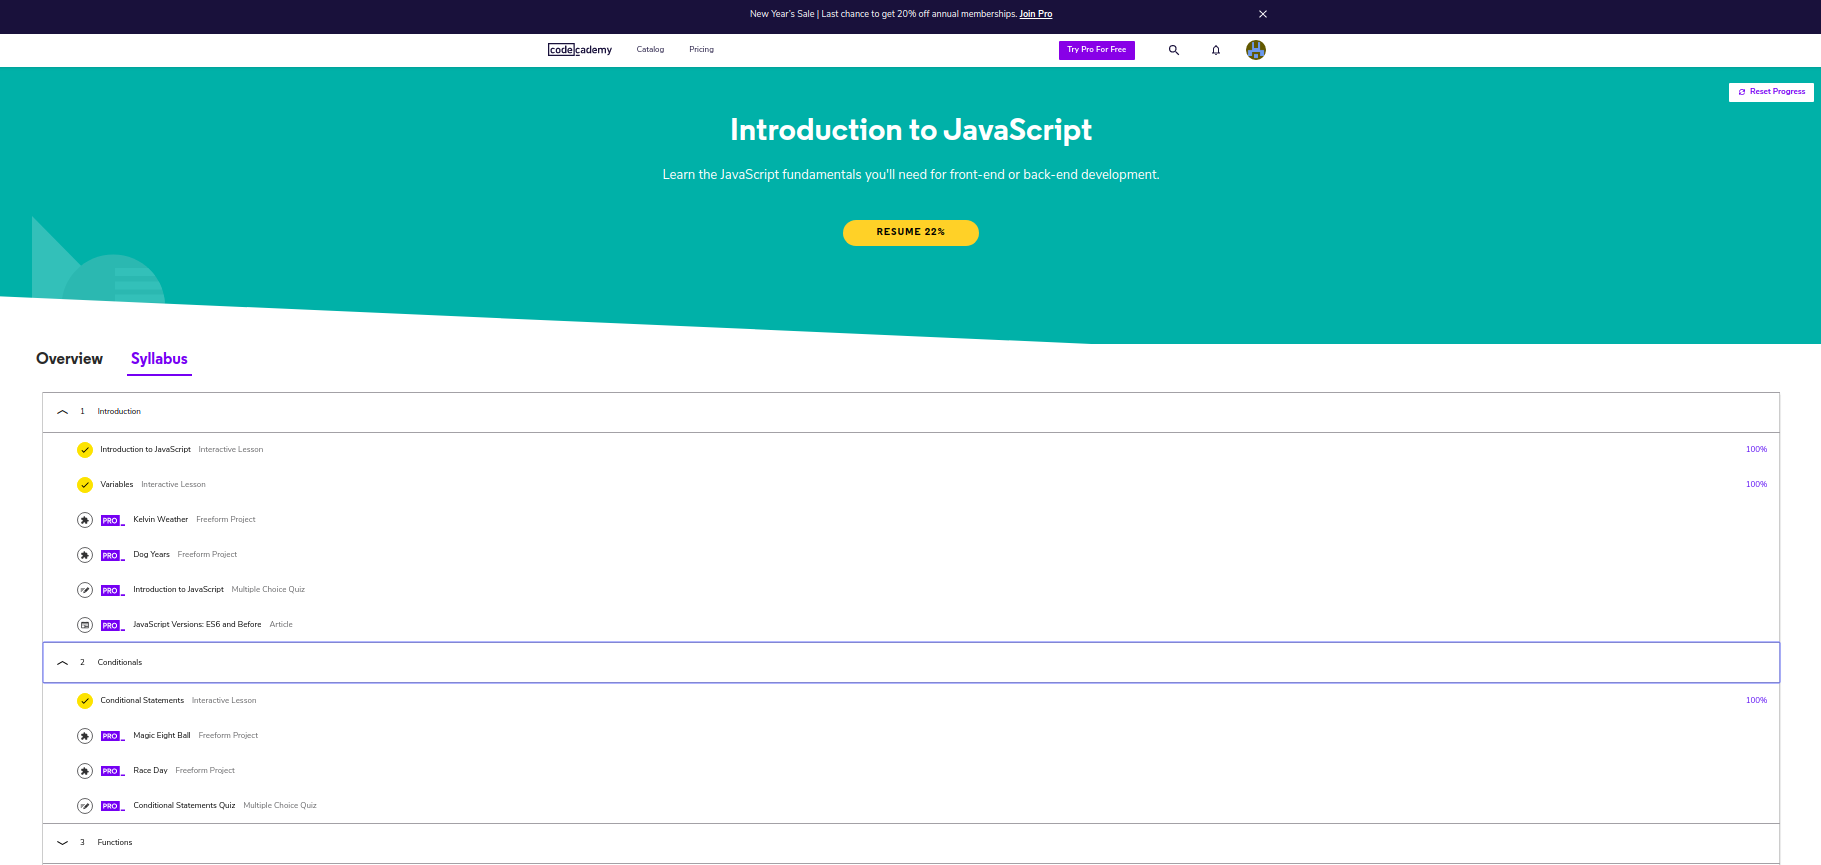 New Year's Sale | Last chance to get 20% off annual memberships. Join Pro
codecademy Catalog Pricing Try Pro For Free
Reset Progress
Introduction to JavaScript
Learn the JavaScript fundamentals you'll need for front-end or back-end development.
RESUME 22%
Overview Syllabus
1 Introduction
Introduction to JavaScript Interactive Lesson 100%
Variables Interactive Lesson 100%
PRO Kelvin Weather Freeform Project
PRO Dog Years Freeform Project
PRO Introduction to JavaScript Multiple Choice Quiz
PRO JavaScript Versions: ES6 and Before Article
2 Conditionals
Conditional Statements Interactive Lesson 100%
PRO Magic Eight Ball Freeform Project
PRO Race Day Freeform Project
PRO Conditional Statements Quiz Multiple Choice Quiz
3 Functions